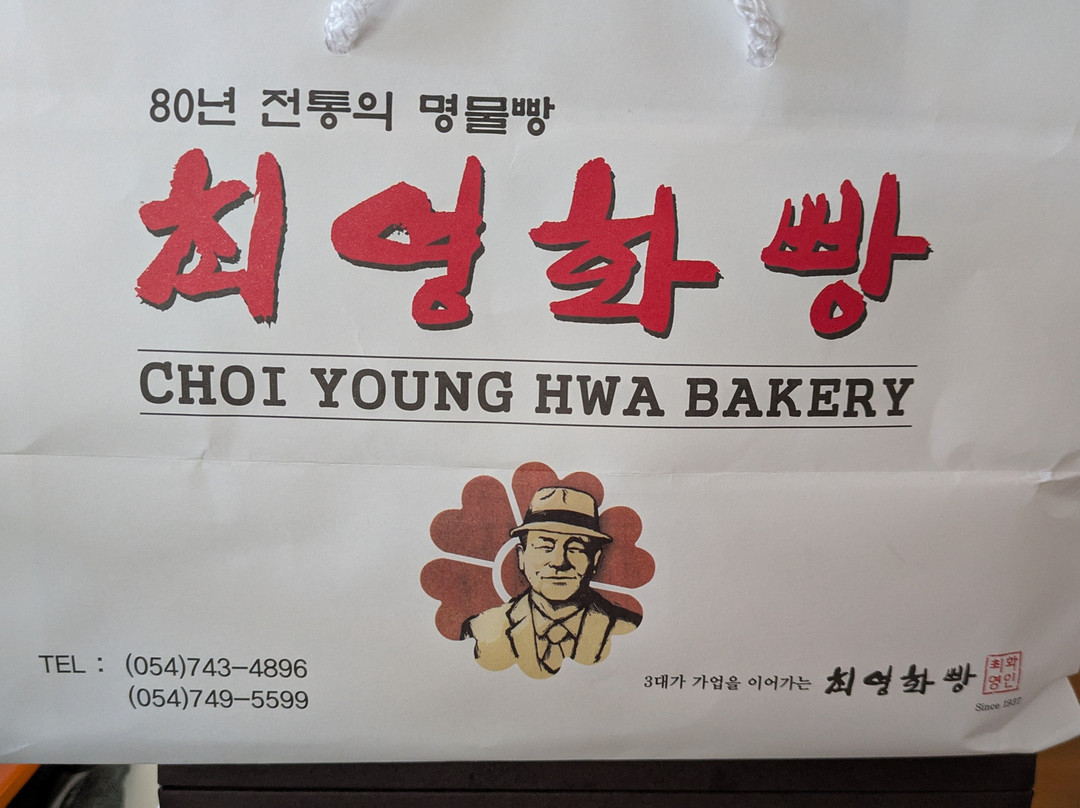 80년 전통의 명물빵
최영화빵
CHOI YOUNG HWA BAKERY
TEL : (054)743-4896
(054)749-5599
3대가 가업을 이어가는 최영화빵
최화
영인
Since 1937